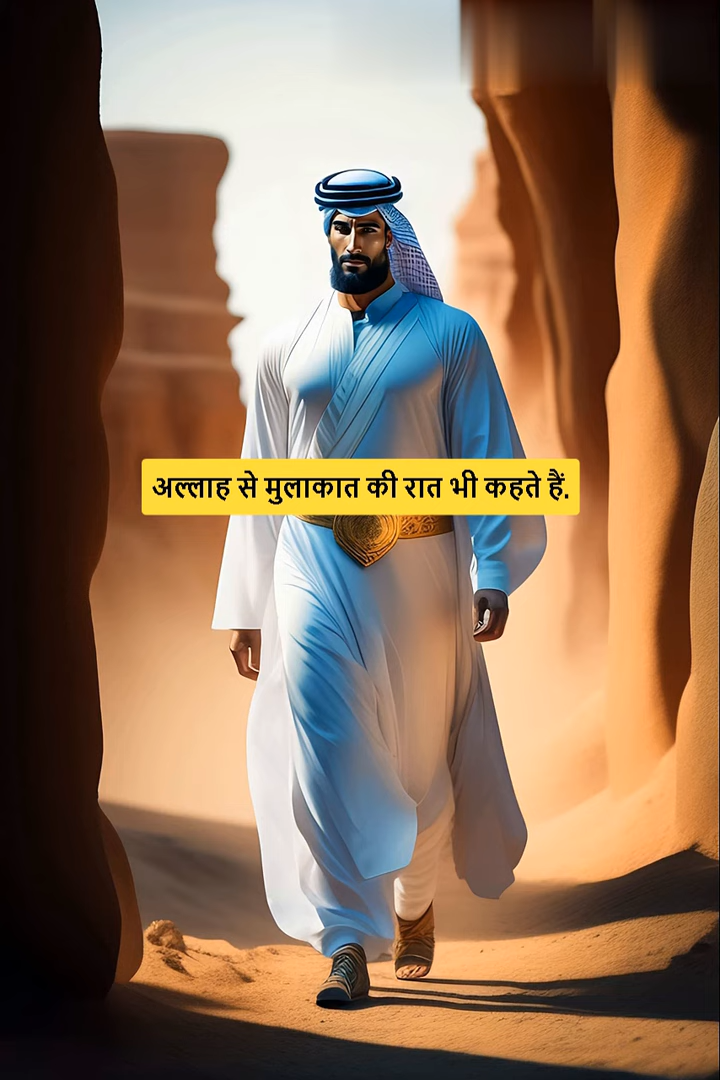 अल्लाह से मुलाकात की रात भी कहते हैं.